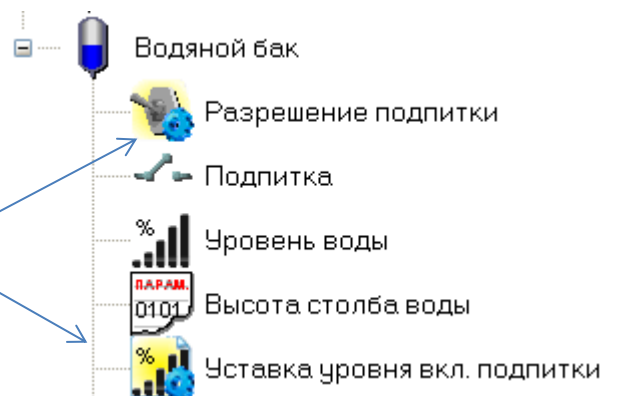 Водяной бак
Разрешение подпитки
Подпитка
% Уровень воды
ПАРАМ.
0101 Высота столба воды
% Уставка уровня вкл. подпитки